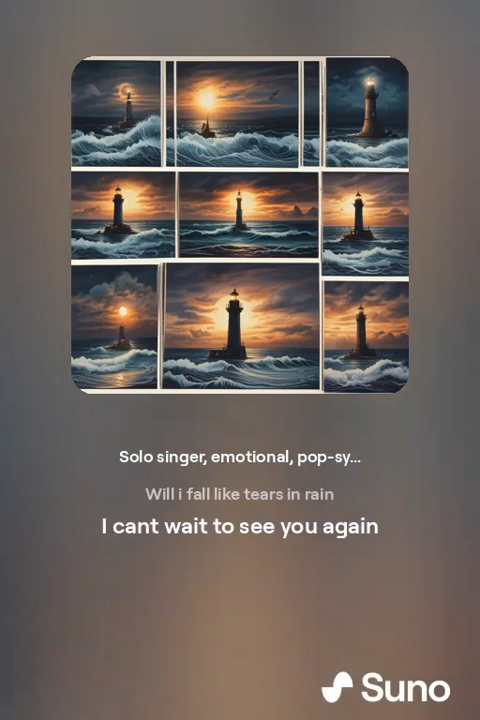 Solo singer, emotional, pop-sy...
Will i fall like tears in rain
I cant wait to see you again
Suno